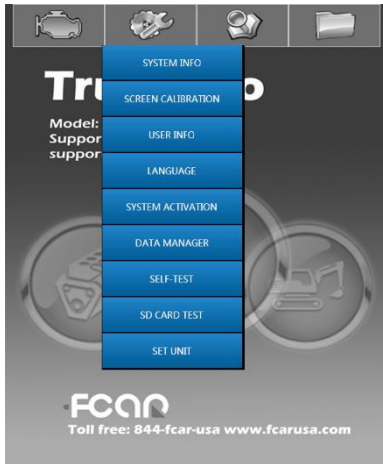 SYSTEM INFO
SCREEN CALIBRATION
USER INFO
LANGUAGE
SYSTEM ACTIVATION
DATA MANAGER
SELF-TEST
SD CARD TEST
SET UNIT
Model:
FCAR
Toll free: 844-fcar-usa www.fcarusa.com